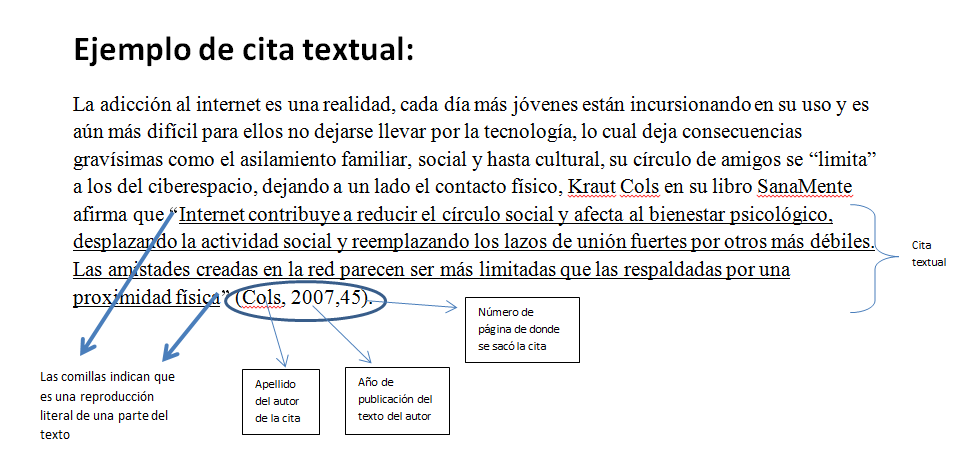 Ejemplo de cita textual:
La adicción al internet es una realidad, cada día más jóvenes están incursionando en su uso y es
aún más difícil para ellos no dejarse llevar por la tecnología, lo cual deja consecuencias
gravísimas como el asilamiento familiar, social y hasta cultural, su círculo de amigos se “limita”
a los del ciberespacio, dejando a un lado el contacto físico, Kraut Cols en su libro SanaMente
afirma que “Internet contribuye a reducir el círculo social y afecta al bienestar psicológico,
desplazando la actividad social y reemplazando los lazos de unión fuertes por otros más débiles.
Las amistades creadas en la red parecen ser más limitadas que las respaldadas por una
proximidad física” (Cols, 2007,45).
Cita
textual
Número de
página de donde
se sacó la cita
Las comillas indican que
es una reproducción
literal de una parte del
texto
Apellido
del autor
de la cita
Año de
publicación del
texto del autor